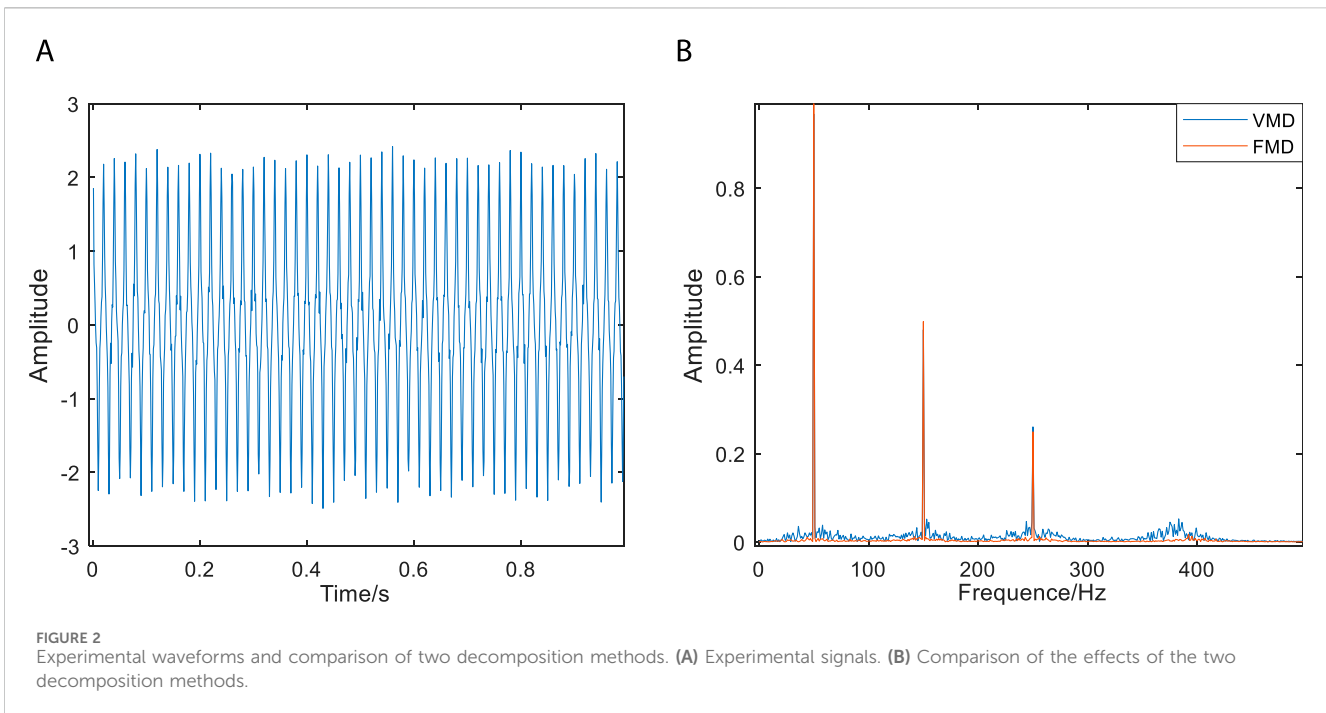 A
B
3
2
1
0
-1
-2
-3
Amplitude
0
0.2
0.4
0.6
0.8
Time/s
VMD
FMD
0.8
0.6
0.4
0.2
0
Amplitude
0
100
200
300
400
Frequence/Hz
FIGURE 2
Experimental waveforms and comparison of two decomposition methods. (A) Experimental signals. (B) Comparison of the effects of the two
decomposition methods.